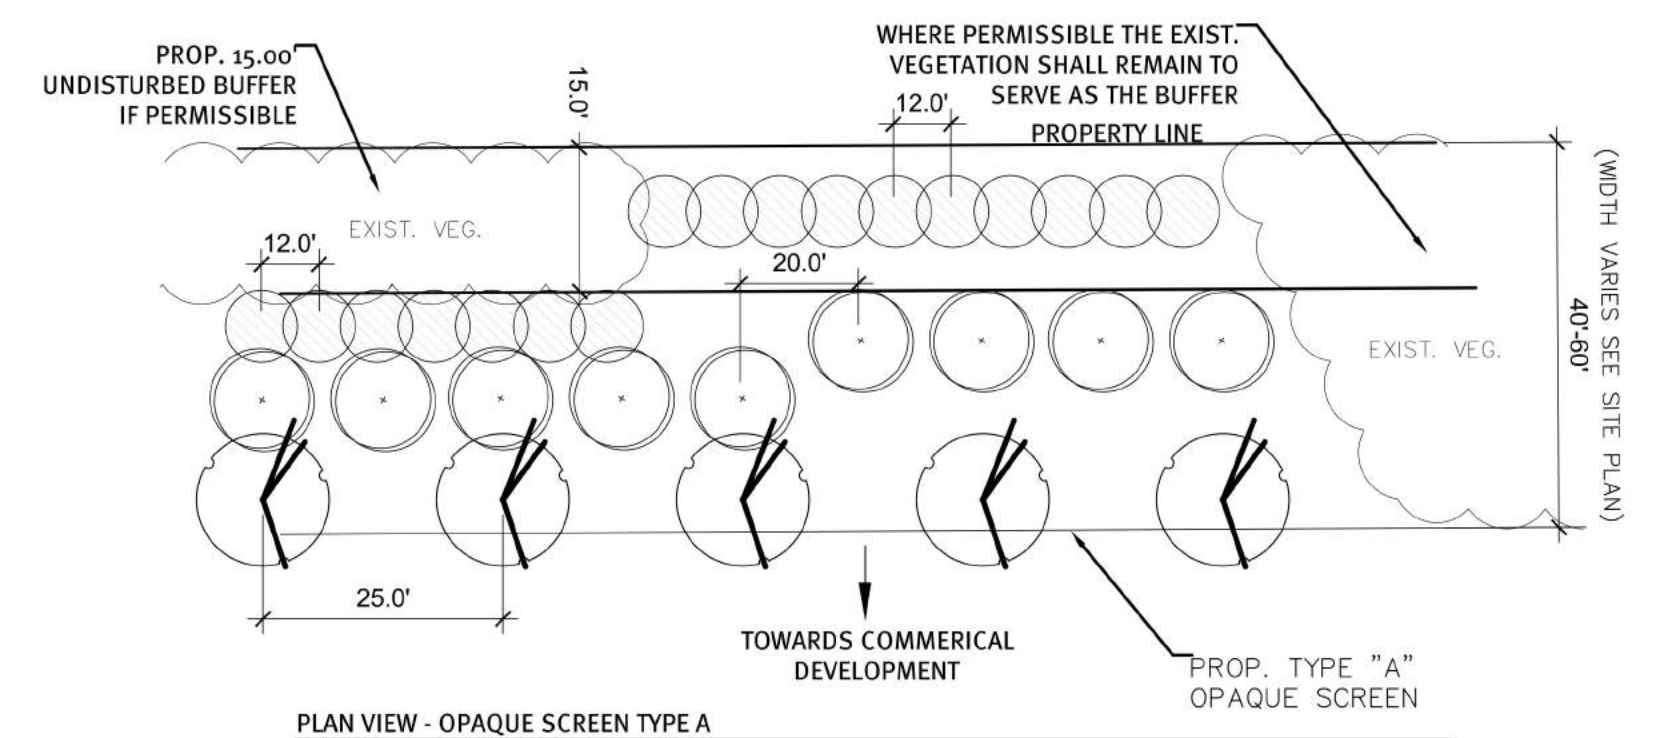 PROP. 15.00'
UNDISTURBED BUFFER
IF PERMISSIBLE
15.0'
WHERE PERMISSIBLE THE EXIST.
VEGETATION SHALL REMAIN TO
SERVE AS THE BUFFER
12.0'
PROPERTY LINE
EXIST. VEG.
12.0'
20.0'
(WIDTH VARIES SEE SITE PLAN)
40'-60'
EXIST. VEG.
25.0'
TOWARDS COMMERICAL
DEVELOPMENT
PROP. TYPE "A"
OPAQUE SCREEN
PLAN VIEW - OPAQUE SCREEN TYPE A